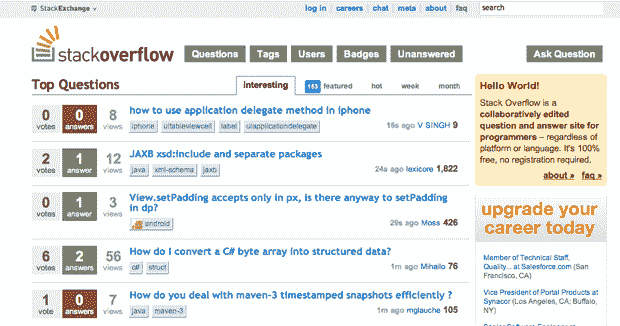 StackExchange
log in | careers | chat | meta | about | faq
search
stackoverflow
Questions Tags Users Badges Unanswered Ask Question
Top Questions interesting 153 featured hot week month
0 votes 0 answers 8 views
how to use application delegate method in iphone
iphone uitableviewcell label uiapplicationdelegate
15s ago V SINGH 9
2 votes 1 answer 12 views
JAXB xsd:include and separate packages
java xml-schema jaxb
24s ago lexicore 1,822
0 votes 1 answer 3 views
View.setPadding accepts only in px, is there anyway to setPadding
in dp?
android
29s ago Moss 426
6 votes 2 answers 56 views
How do I convert a C# byte array into structured data?
c# struct
1m ago Mihailo 76
1 vote 0 answers 7 views
How do you deal with maven-3 timestamped snapshots efficiently ?
java maven-3
1m ago mglauche 105
Hello World!
Stack Overflow is a
collaboratively edited
question and answer site for
programmers – regardless of
platform or language. It's 100%
free, no registration required.
about » faq »
upgrade your
career today
Member of Technical Staff,
Quality... at Salesforce.com (San
Francisco, CA)
Vice President of Portal Products at
Synacor (Los Angeles, CA; Buffalo,
NY)